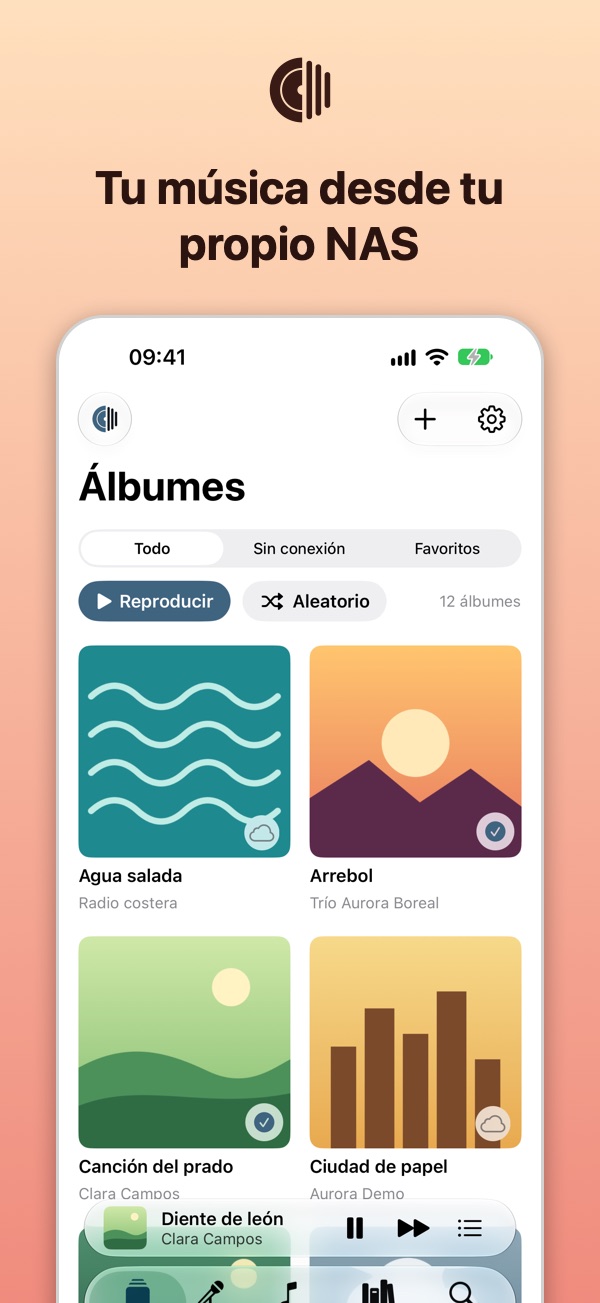 Tu música desde tu
propio NAS
09:41
Álbumes
Todo Sin conexión Favoritos
Reproducir Aleatorio 12 álbumes
Agua salada Arrebol
Radio costera Trío Aurora Boreal
Canción del prado Ciudad de papel
Clara Campos Aurora Demo
Diente de león
Clara Campos